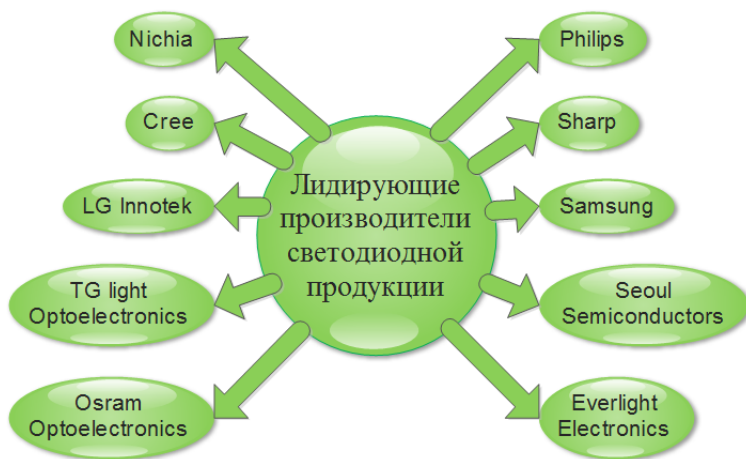 Nichia
Philips
Cree
Sharp
Лидирующие
производители
светодиодной
продукции
LG Innotek
Samsung
TG light
Optoelectronics
Seoul
Semiconductors
Osram
Optoelectronics
Everlight
Electronics